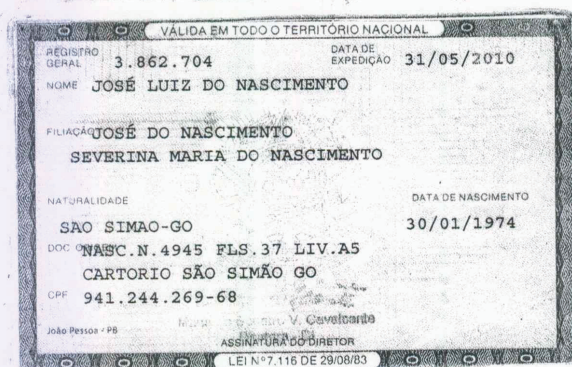 VÁLIDA EM TODO O TERRITÓRIO NACIONAL
REGISTRO GERAL 3.862.704 DATA DE EXPEDIÇÃO 31/05/2010
NOME JOSÉ LUIZ DO NASCIMENTO
FILIAÇÃO JOSÉ DO NASCIMENTO
SEVERINA MARIA DO NASCIMENTO
NATURALIDADE DATA DE NASCIMENTO
SAO SIMAO-GO 30/01/1974
DOC NASC.N.4945 FLS.37 LIV.A5
CARTORIO SÃO SIMÃO GO
CPF 941.244.269-68
V. Cavalcante
João Pessoa - PB
ASSINATURA DO DIRETOR
LEI Nº 7.116 DE 29/08/83